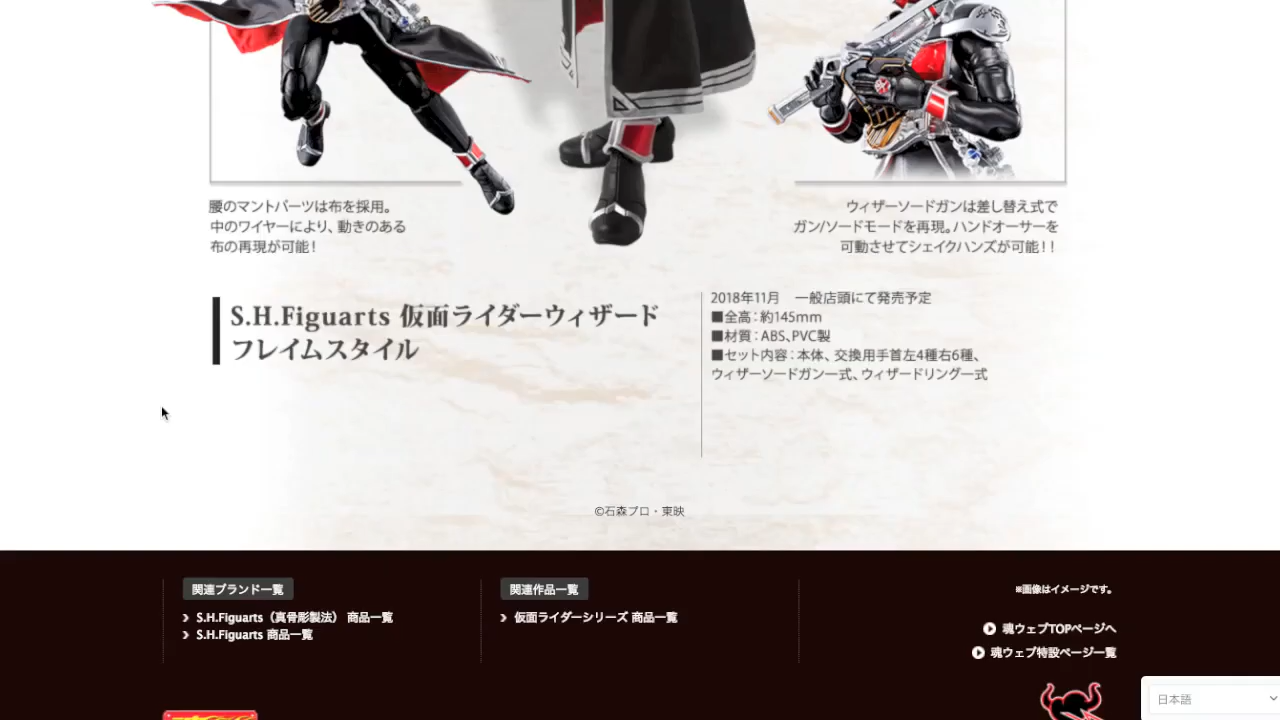 腰のマントパーツは布を採用。
中のワイヤーにより、動きのある
布の再現が可能！
ウィザーソードガンは差し替え式で
ガン/ソードモードを再現。ハンドオーサーを
可動させてシェイクハンズが可能！！
S.H.Figuarts 仮面ライダーウィザード
フレイムスタイル
2018年11月　一般店頭にて発売予定
■全高：約145mm
■材質：ABS、PVC製
■セット内容：本体、交換用手首左4種右6種、
ウィザーソードガン一式、ウィザードリング一式
©石森プロ・東映
関連ブランド一覧
S.H.Figuarts（真骨彫製法） 商品一覧
S.H.Figuarts 商品一覧
関連作品一覧
仮面ライダーシリーズ 商品一覧
※画像はイメージです。
魂ウェブTOPページへ
魂ウェブ特設ページ一覧
日本語